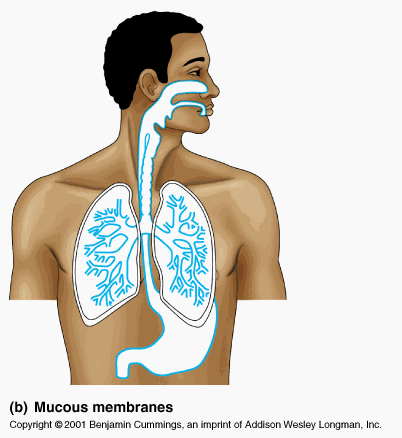 (b) Mucous membranes
Copyright © 2001 Benjamin Cummings, an imprint of Addison Wesley Longman, Inc.